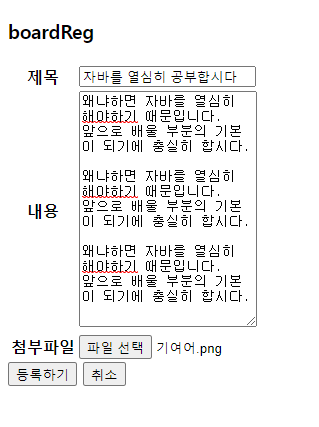 boardReg
제목 자바를 열심히 공부합시다
내용
왜냐하면 자바를 열심히
해야하기 때문입니다.
앞으로 배울 부분의 기본
이 되기에 충실히 합시다.
왜냐하면 자바를 열심히
해야하기 때문입니다.
앞으로 배울 부분의 기본
이 되기에 충실히 합시다.
왜냐하면 자바를 열심히
해야하기 때문입니다.
앞으로 배울 부분의 기본
이 되기에 충실히 합시다.
첨부파일 파일 선택 기여어.png
등록하기 취소